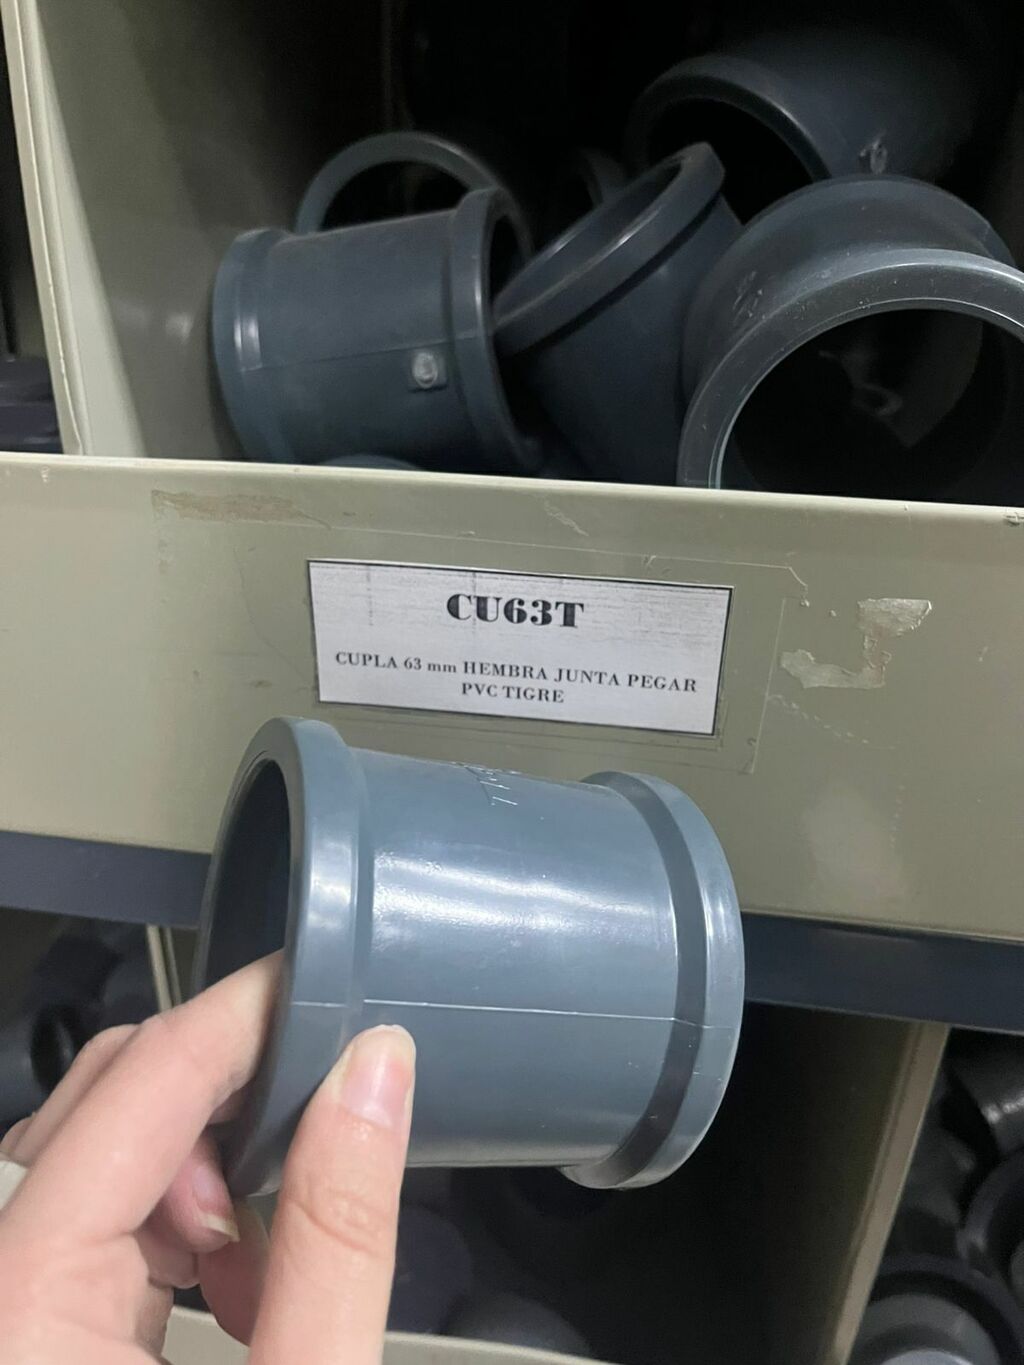 CU63T
CUPLA 63 mm HEMBRA JUNTA PEGAR
PVC TIGRE